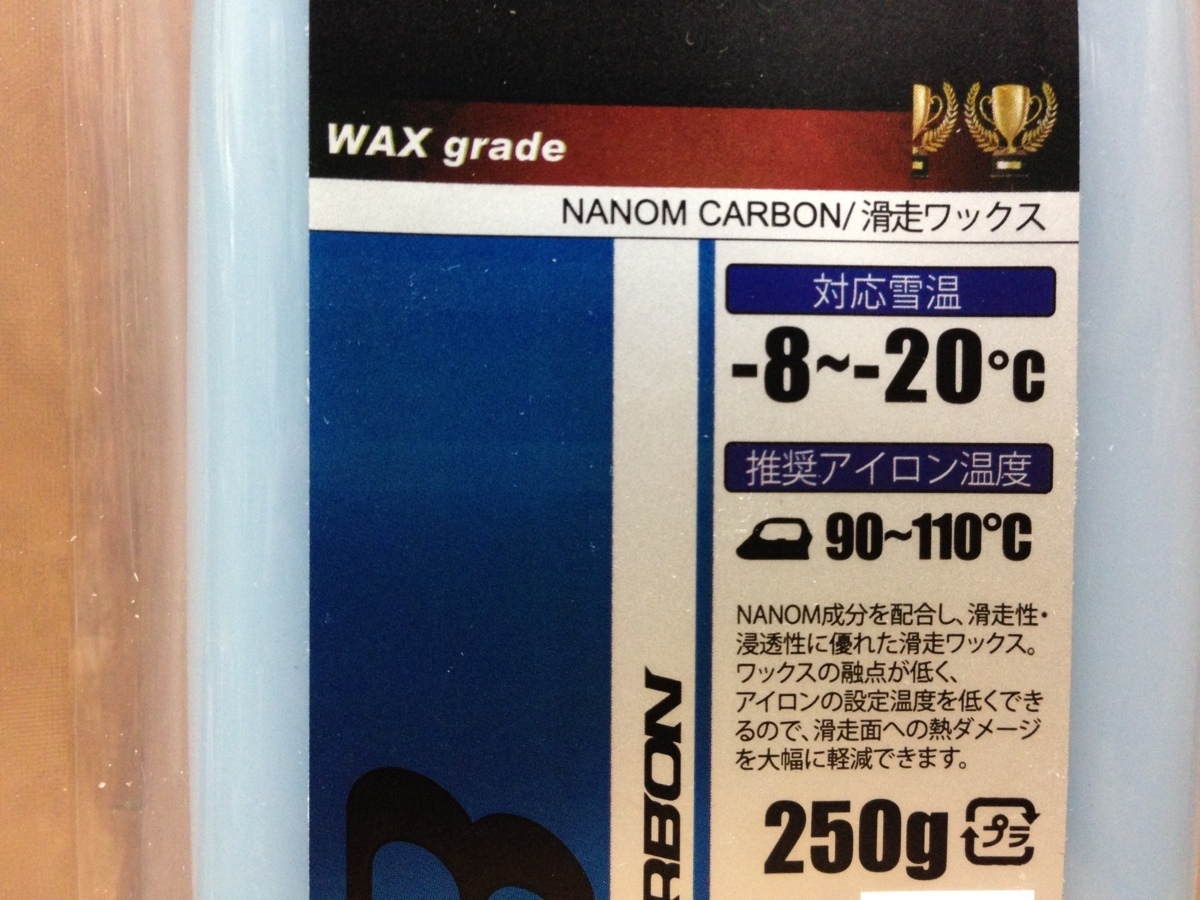 WAX grade
NANOM CARBON/滑走ワックス
対応雪温
-8~-20℃
推奨アイロン温度
90~110℃
NANOM成分を配合し、滑走性・
浸透性に優れた滑走ワックス。
ワックスの融点が低く、
アイロンの設定温度を低くでき
るので、滑走面への熱ダメージ
を大幅に軽減できます。
250g
プラ
RBON
B